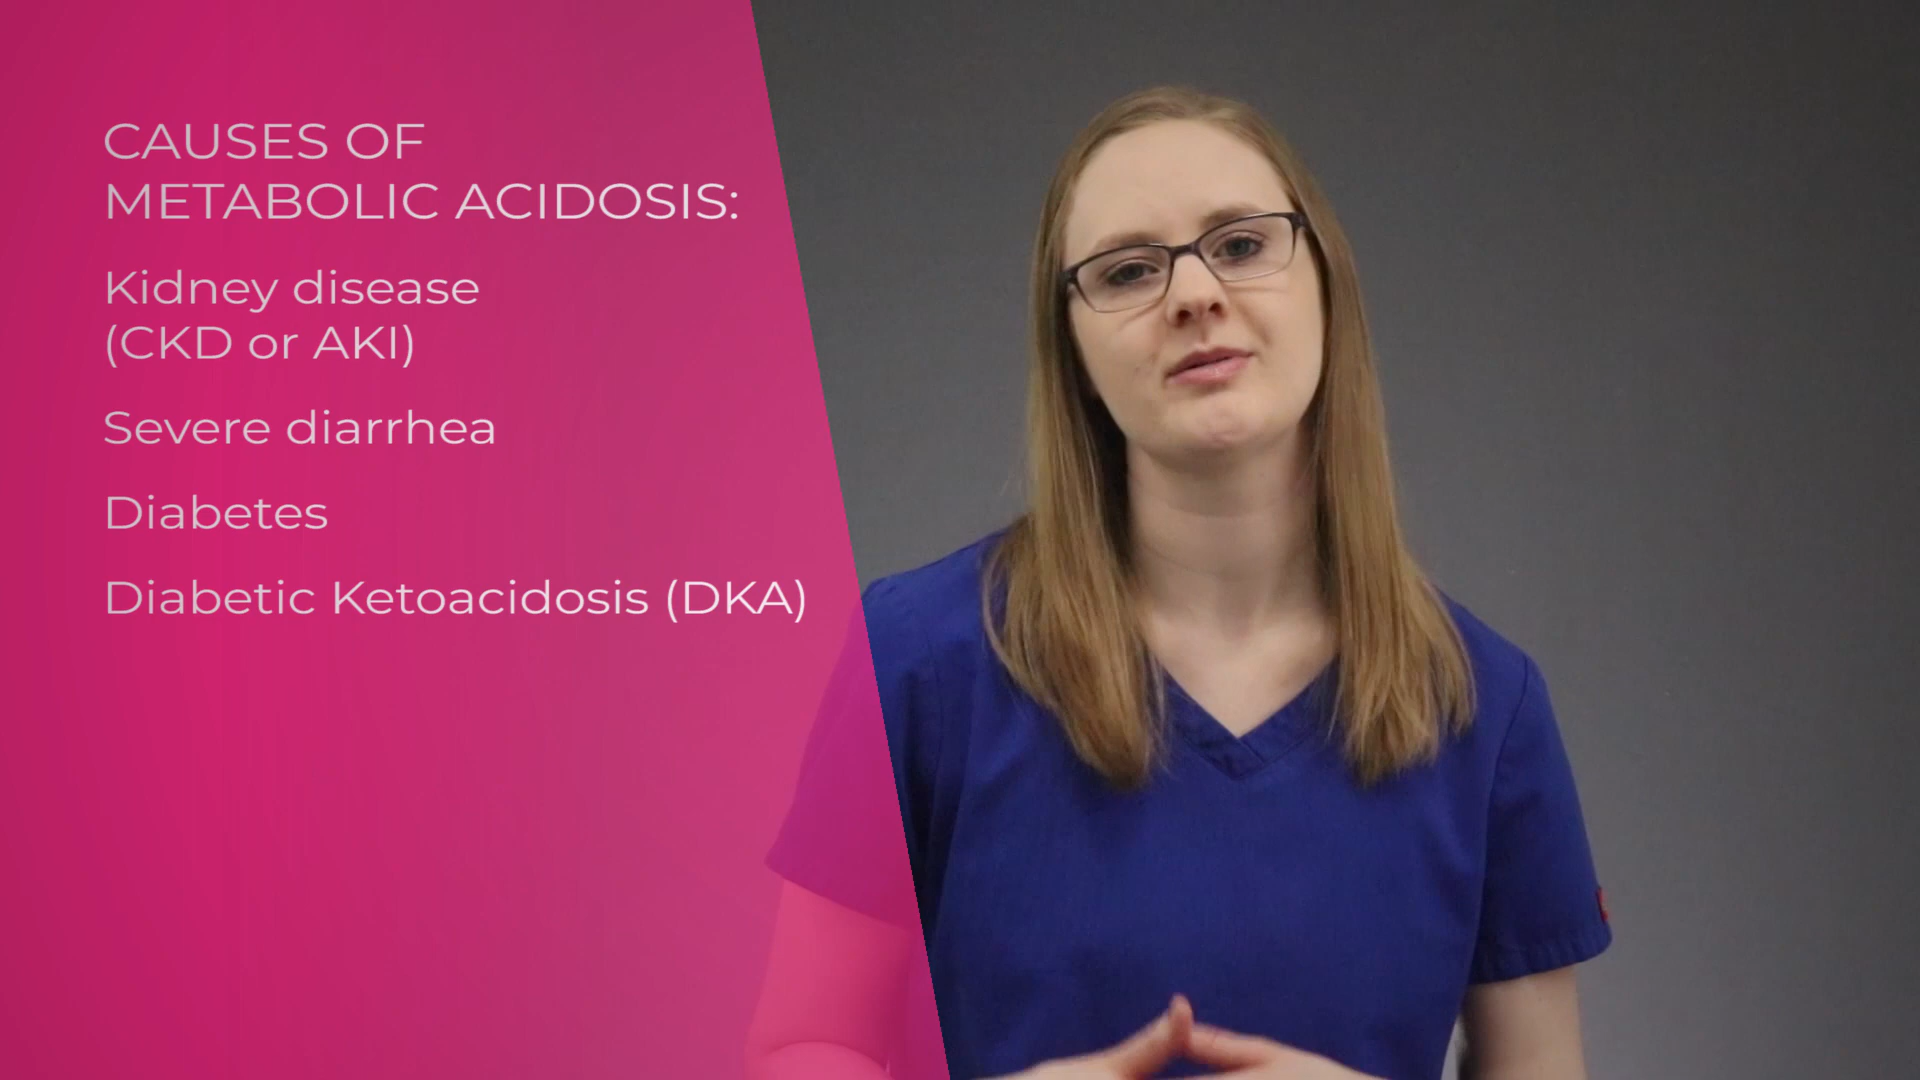 CAUSES OF
METABOLIC ACIDOSIS:
Kidney disease
(CKD or AKI)
Severe diarrhea
Diabetes
Diabetic Ketoacidosis (DKA)